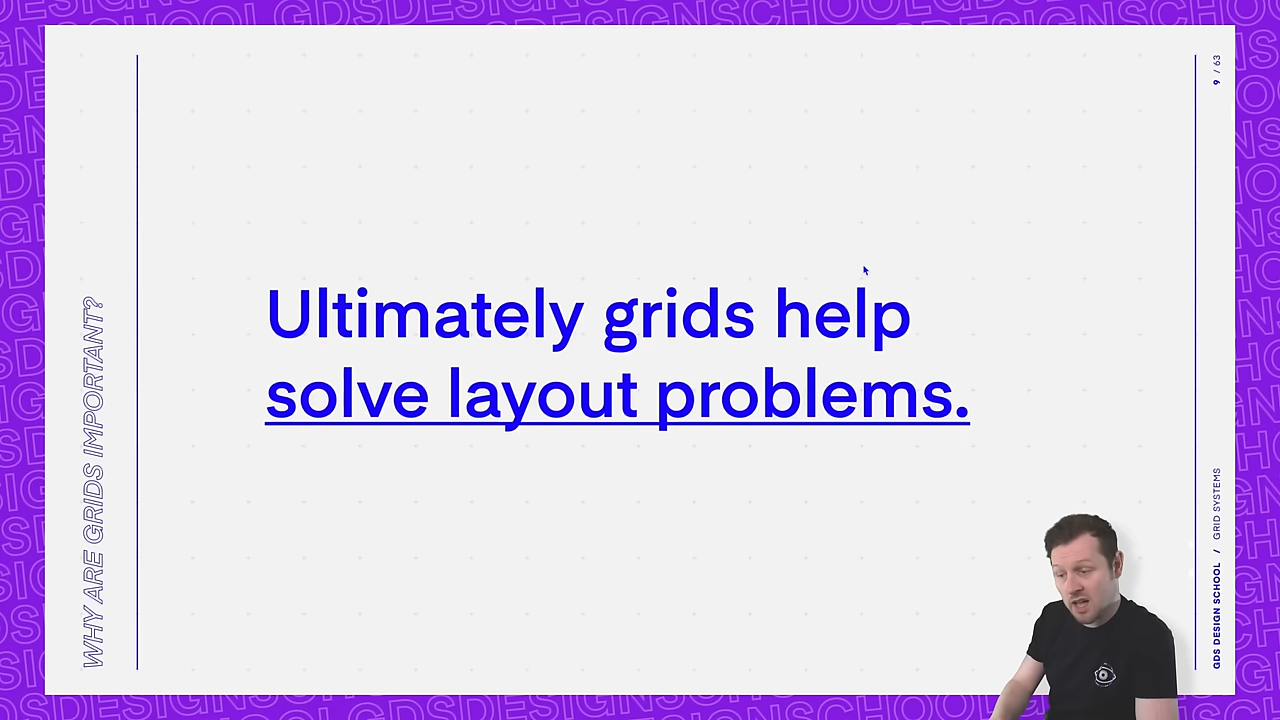 WHY ARE GRIDS IMPORTANT?
Ultimately grids help
solve layout problems.
9 / 63
GDS DESIGN SCHOOL / GRID SYSTEMS